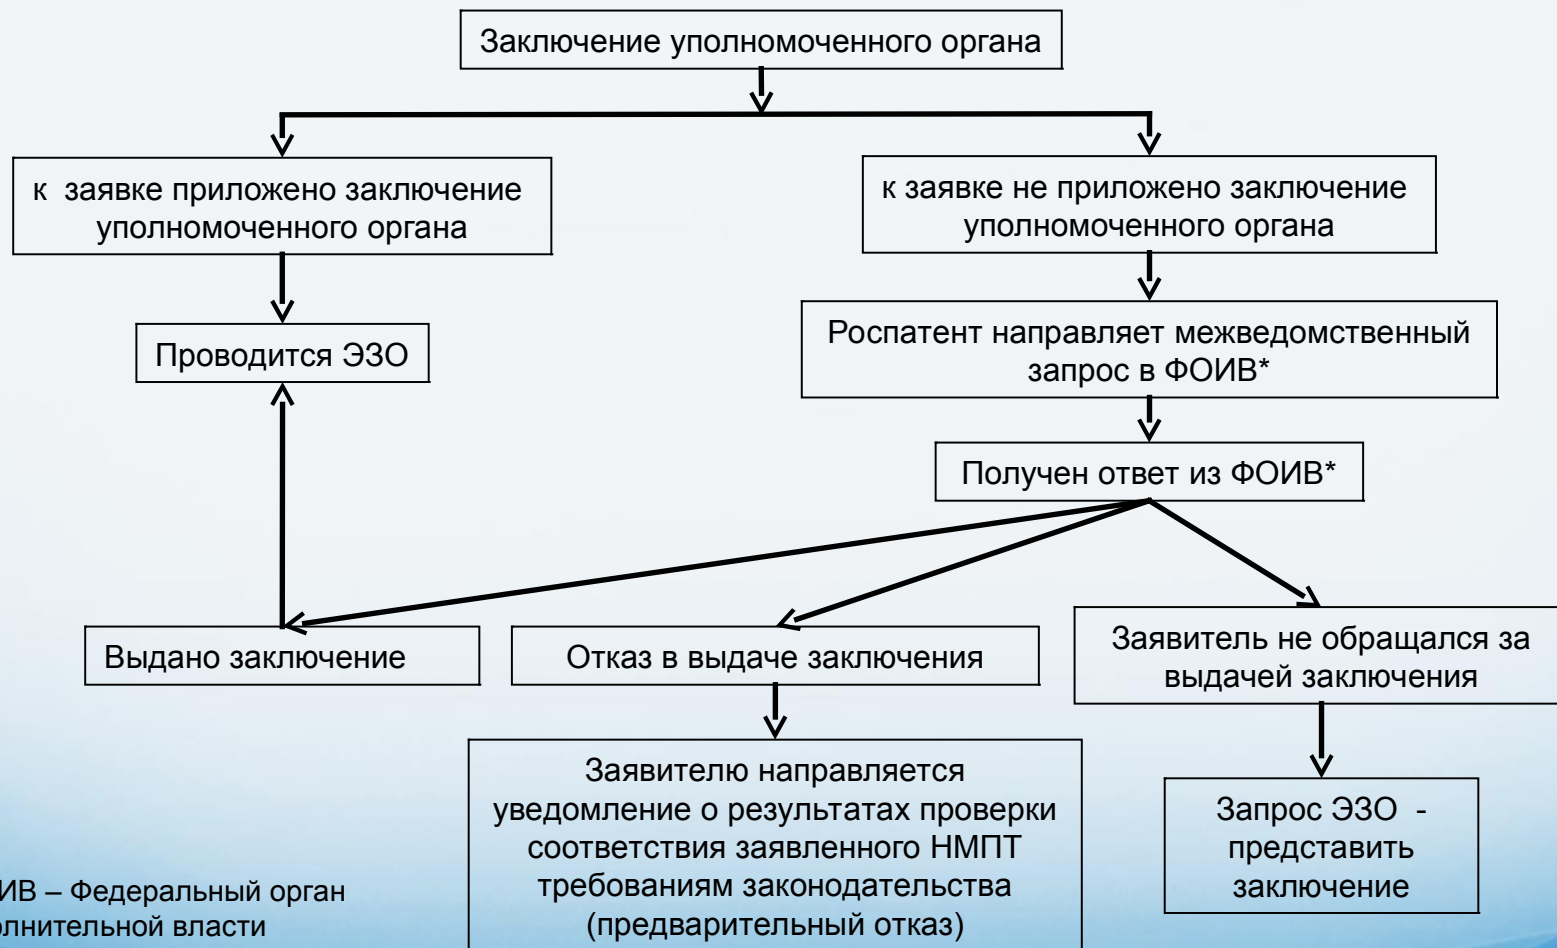 Заключение уполномоченного органа
к заявке приложено заключение
уполномоченного органа
к заявке не приложено заключение
уполномоченного органа
Проводится ЭЗО
Роспатент направляет межведомственный
запрос в ФОИВ*
Получен ответ из ФОИВ*
Выдано заключение
Отказ в выдаче заключения
Заявитель не обращался за
выдачей заключения
Заявителю направляется
уведомление о результатах проверки
соответствия заявленного НМПТ
требованиям законодательства
(предварительный отказ)
Запрос ЭЗО -
представить
заключение
ИВ – Федеральный орган
олнительной власти